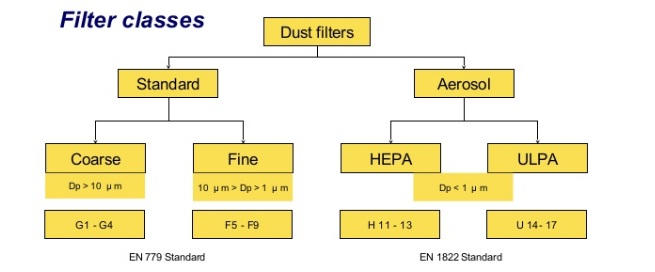 Filter classes
Dust filters
Standard
Aerosol
Coarse
Fine
HEPA
ULPA
Dp > 10 μ m
10 μ m > Dp > 1 μ m
Dp < 1 μ m
G1 - G4
F5 - F9
H 11 - 13
U 14- 17
EN 779 Standard
EN 1822 Standard